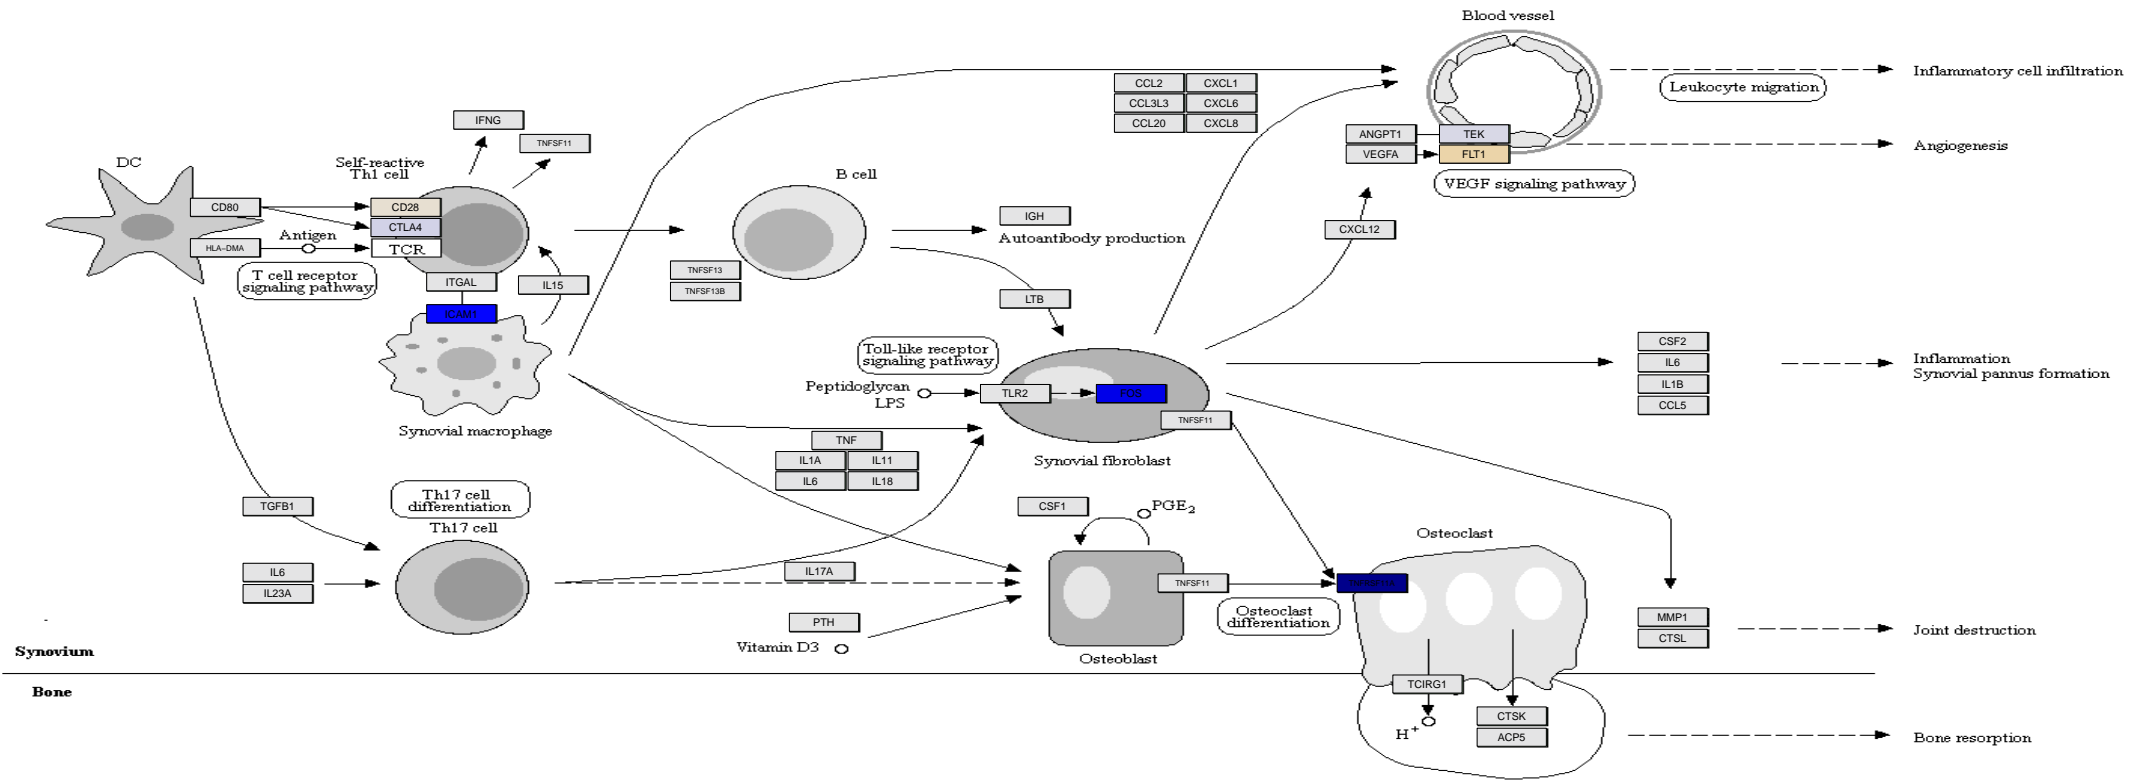 Blood vessel
CCL2
CXCL1
CCL3L3
CXCL6
CCL20
CXCL8
Inflammatory cell infiltration
Leukocyte migration
IFNG
TNFSF11
ANGPT1
TEK
VEGFA
FLT1
Angiogenesis
VEGF signaling pathway
DC
Self-reactive
Th1 cell
B cell
CD80
CD28
CTLA4
HLA-DMA
Antigen
TCR
T cell receptor
signaling pathway
ITGAL
IL15
ICAM1
Synovial macrophage
TNFSF13
TNFSF13B
IGH
Autoantibody production
LTB
CXCL12
Toll-like receptor
signaling pathway
Peptidoglycan
LPS
TLR2
FOS
TNFSF11
Synovial fibroblast
CSF2
IL6
IL1B
CCL5
Inflammation
Synovial pannus formation
TNF
IL1A
IL11
IL6
IL18
TGFB1
Th17 cell
differentiation
Th17 cell
IL6
IL23A
IL17A
PTH
Vitamin D3
CSF1
PGE2
TNFSF11
Osteoblast
Osteoclast
differentiation
Osteoclast
MMP1
CTSL
Joint destruction
Synovium
Bone
TCIRG1
H+
CTSK
ACP5
Bone resorption